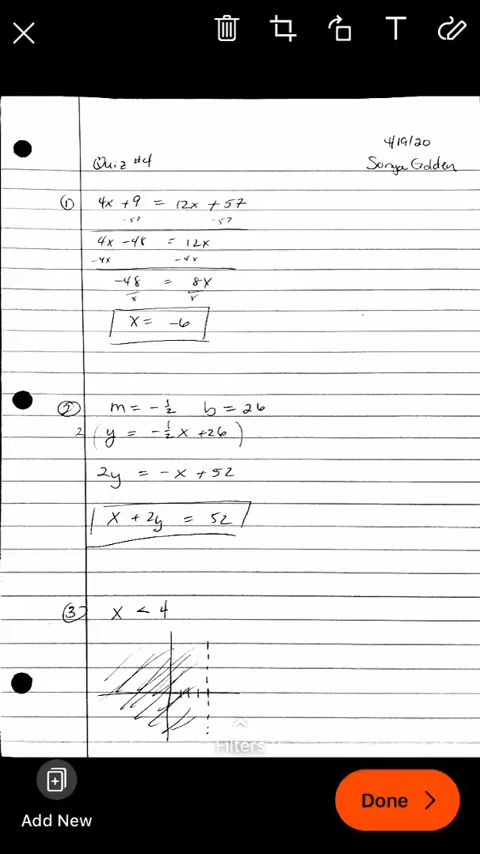 T
4/19/20
Quiz #4
Sonya Golden
① 4x + 9 = 12x + 57
-57 -57
4x - 48 = 12x
-4x -4x
-48 = 8x
8 8
x = -6
② m = -1/2 b = 26
2 (y = -1/2x + 26)
2y = -x + 52
x + 2y = 52
③ x < 4
Filters
Add New
Done